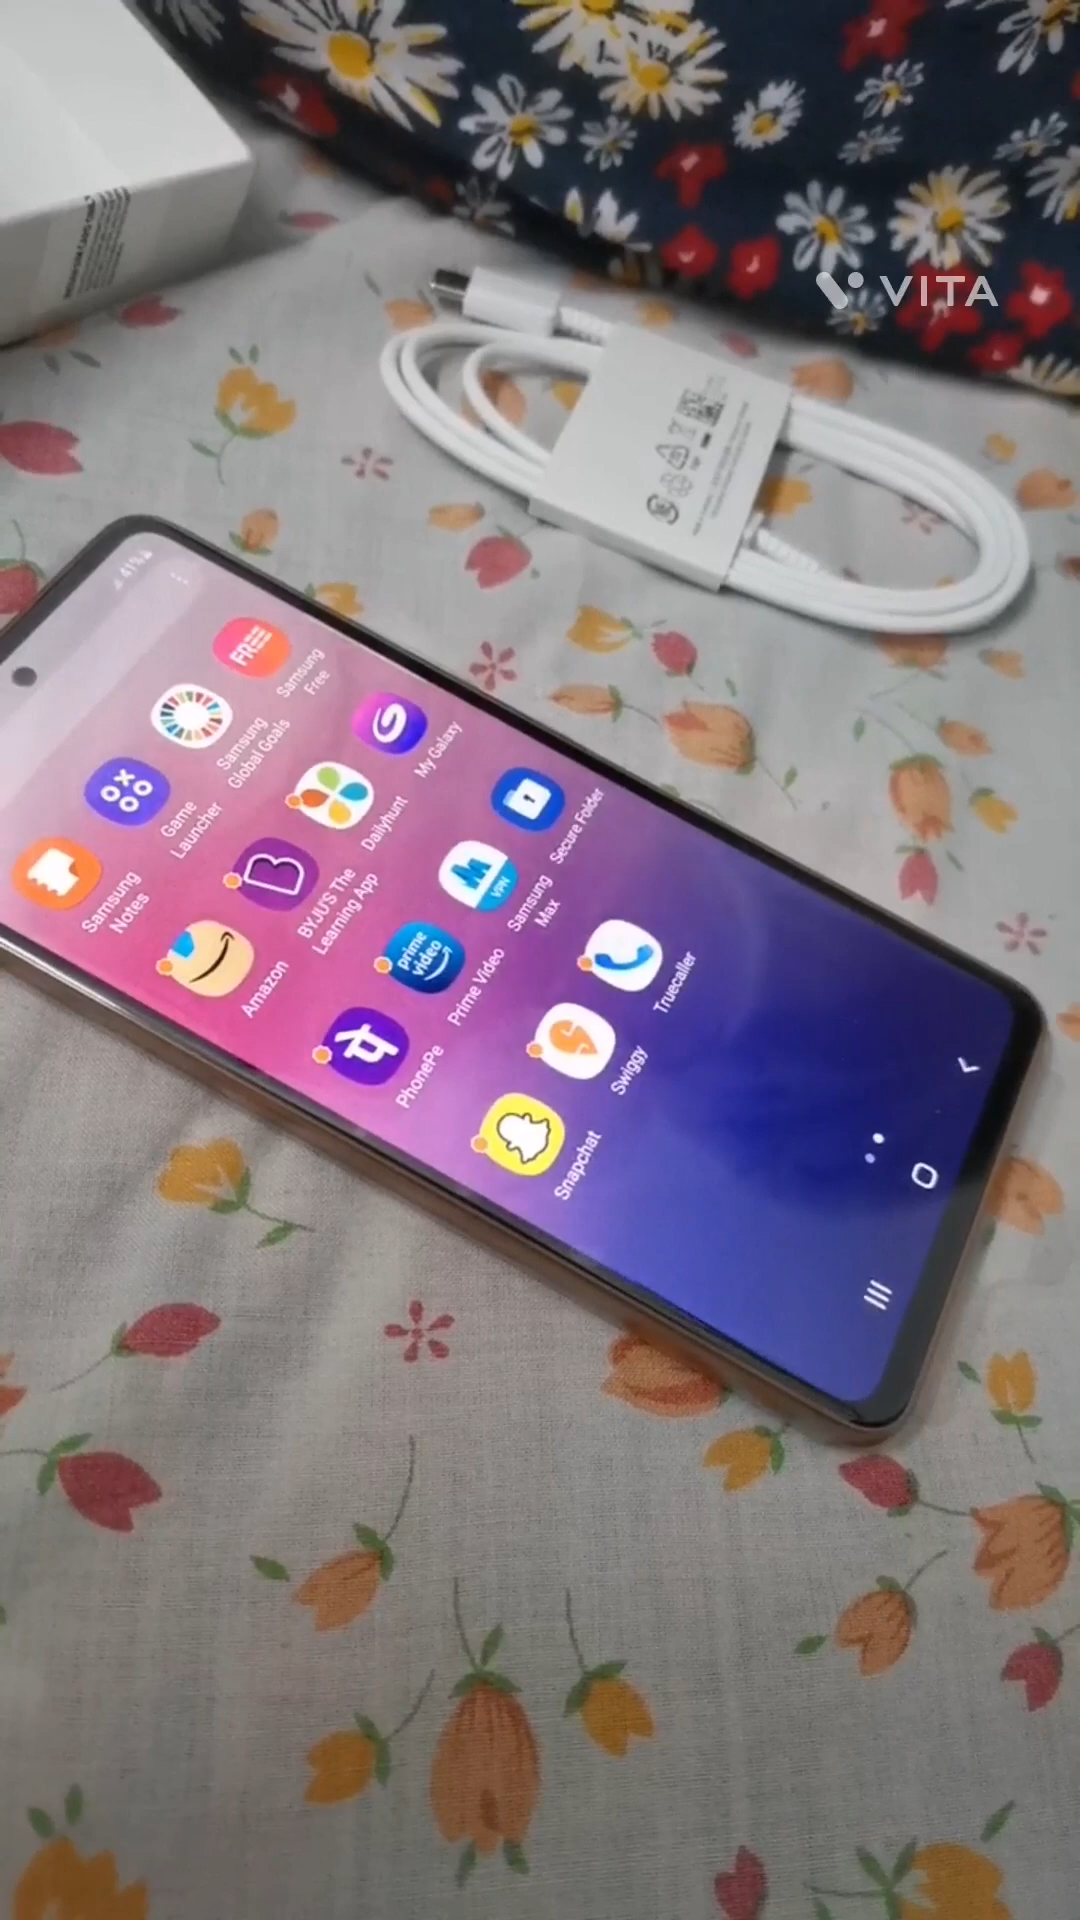 VITA
41%
FREE
Samsung
Free
Samsung
Global Goals
Game
Launcher
Samsung
Notes
My Galaxy
Dailyhunt
BYJU'S The
Learning App
Amazon
Secure Folder
VPN
Samsung
Max
prime
video
Prime Video
पे
PhonePe
Truecaller
Swiggy
Snapchat